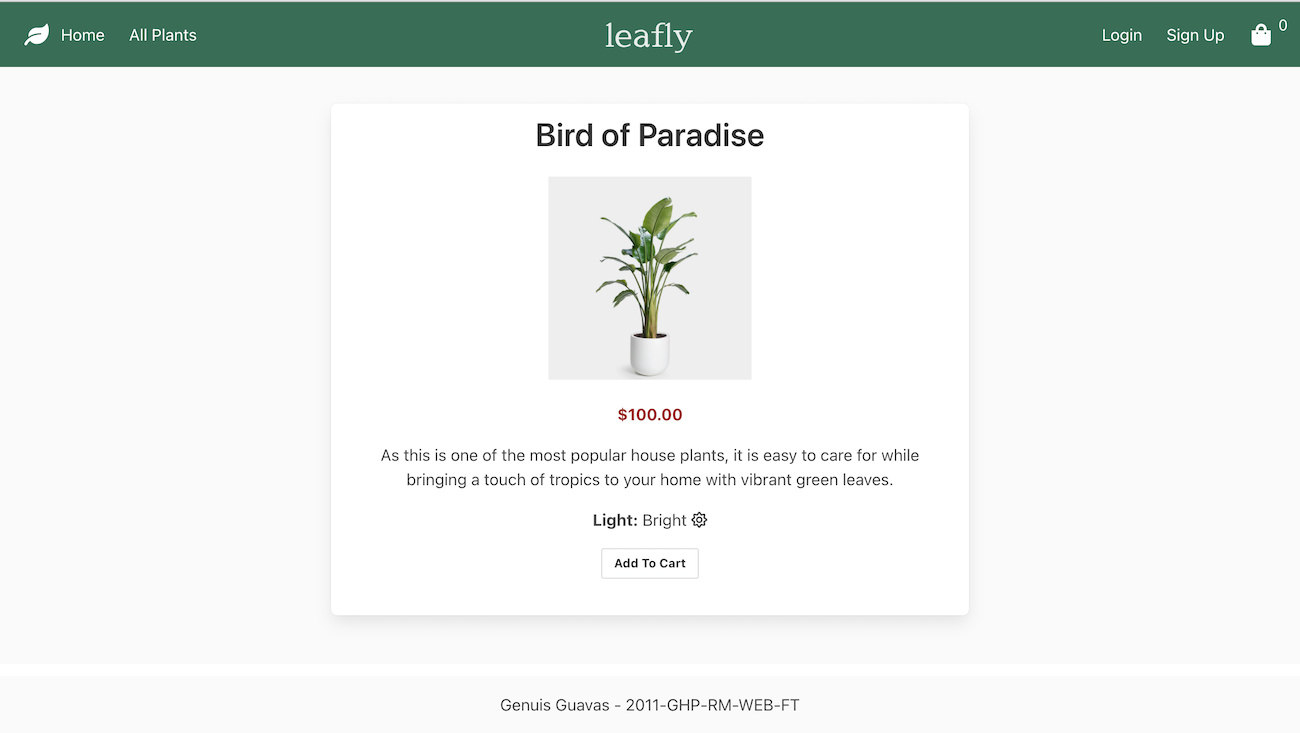 Home All Plants leafly Login Sign Up 0
Bird of Paradise
$100.00
As this is one of the most popular house plants, it is easy to care for while
bringing a touch of tropics to your home with vibrant green leaves.
Light: Bright
Add To Cart
Genuis Guavas - 2011-GHP-RM-WEB-FT